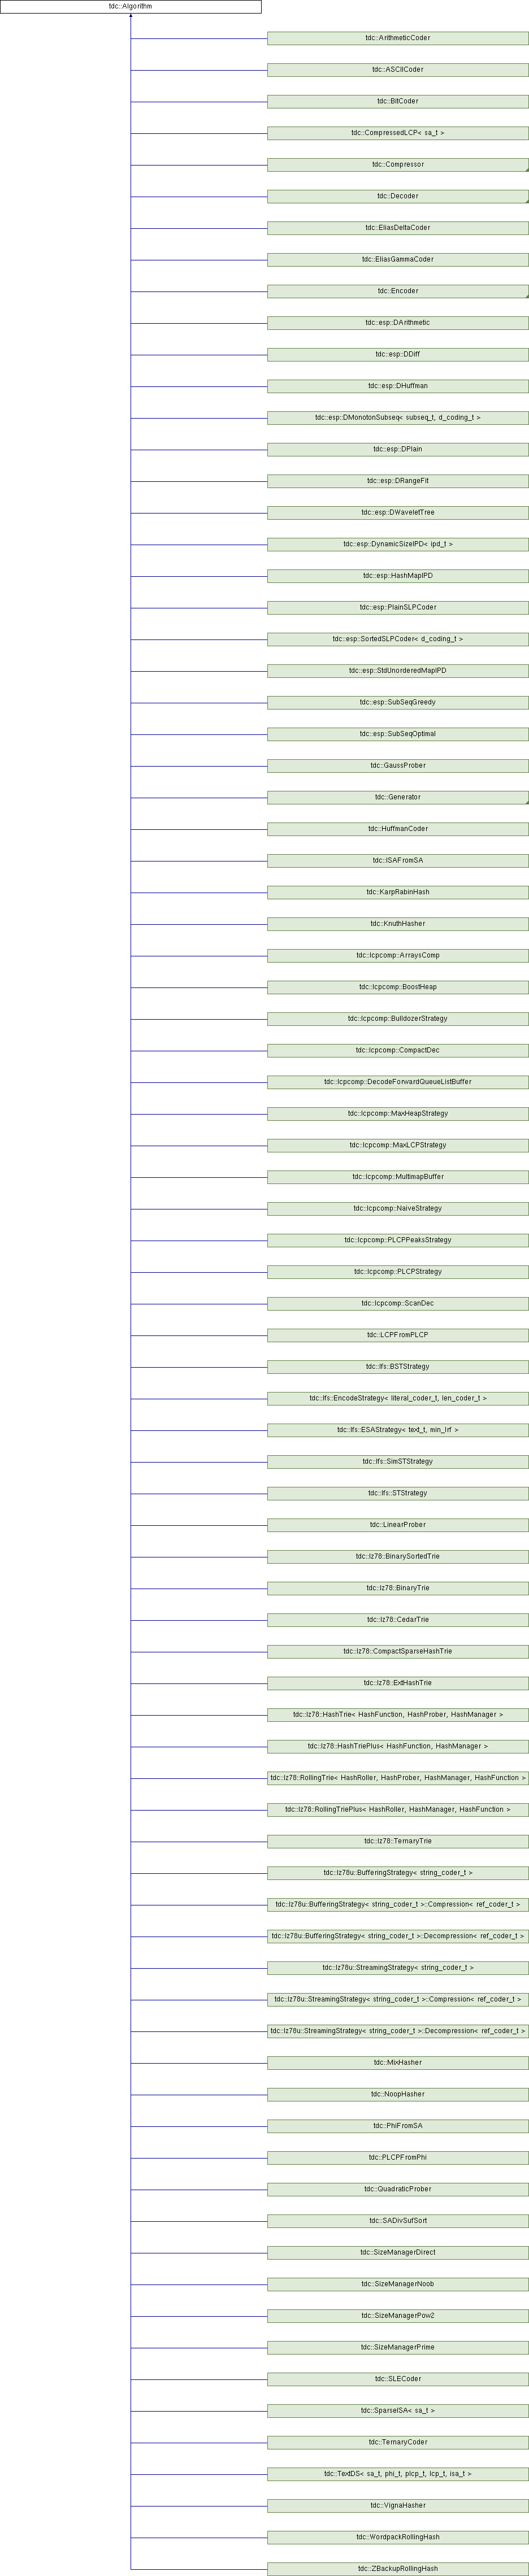 tdc::Algorithm
tdc::ArithmeticCoder
tdc::ASCIICoder
tdc::BitCoder
tdc::CompressedLCP< sa_t >
tdc::Compressor
tdc::Decoder
tdc::EliasDeltaCoder
tdc::EliasGammaCoder
tdc::Encoder
tdc::esp::DArithmetic
tdc::esp::DDiff
tdc::esp::DHuffman
tdc::esp::DMonotonSubseq< subseq_t, d_coding_t >
tdc::esp::DPlain
tdc::esp::DRangeFit
tdc::esp::DWaveletTree
tdc::esp::DynamicSizeIPD< ipd_t >
tdc::esp::HashMapIPD
tdc::esp::PlainSLPCoder
tdc::esp::SortedSLPCoder< d_coding_t >
tdc::esp::StdUnorderedMapIPD
tdc::esp::SubSeqGreedy
tdc::esp::SubSeqOptimal
tdc::GaussProber
tdc::Generator
tdc::HuffmanCoder
tdc::ISAFromSA
tdc::KarpRabinHash
tdc::KnuthHasher
tdc::lcpcomp::ArraysComp
tdc::lcpcomp::BoostHeap
tdc::lcpcomp::BulldozerStrategy
tdc::lcpcomp::CompactDec
tdc::lcpcomp::DecodeForwardQueueListBuffer
tdc::lcpcomp::MaxHeapStrategy
tdc::lcpcomp::MaxLCPStrategy
tdc::lcpcomp::MultimapBuffer
tdc::lcpcomp::NaiveStrategy
tdc::lcpcomp::PLCPPeaksStrategy
tdc::lcpcomp::PLCPStrategy
tdc::lcpcomp::ScanDec
tdc::LCPFromPLCP
tdc::lfs::BSTStrategy
tdc::lfs::EncodeStrategy< literal_coder_t, len_coder_t >
tdc::lfs::ESAStrategy< text_t, min_lrf >
tdc::lfs::SimSTStrategy
tdc::lfs::STStrategy
tdc::LinearProber
tdc::lz78::BinarySortedTrie
tdc::lz78::BinaryTrie
tdc::lz78::CedarTrie
tdc::lz78::CompactSparseHashTrie
tdc::lz78::ExtHashTrie
tdc::lz78::HashTrie< HashFunction, HashProber, HashManager >
tdc::lz78::HashTriePlus< HashFunction, HashManager >
tdc::lz78::RollingTrie< HashRoller, HashProber, HashManager, HashFunction >
tdc::lz78::RollingTriePlus< HashRoller, HashManager, HashFunction >
tdc::lz78::TernaryTrie
tdc::lz78u::BufferingStrategy< string_coder_t >
tdc::lz78u::BufferingStrategy< string_coder_t >::Compression< ref_coder_t >
tdc::lz78u::BufferingStrategy< string_coder_t >::Decompression< ref_coder_t >
tdc::lz78u::StreamingStrategy< string_coder_t >
tdc::lz78u::StreamingStrategy< string_coder_t >::Compression< ref_coder_t >
tdc::lz78u::StreamingStrategy< string_coder_t >::Decompression< ref_coder_t >
tdc::MixHasher
tdc::NoopHasher
tdc::PhiFromSA
tdc::PLCPFromPhi
tdc::QuadraticProber
tdc::SADivSufSort
tdc::SizeManagerDirect
tdc::SizeManagerNoob
tdc::SizeManagerPow2
tdc::SizeManagerPrime
tdc::SLECoder
tdc::SparseISA< sa_t >
tdc::TernaryCoder
tdc::TextDS< sa_t, phi_t, plcp_t, lcp_t, isa_t >
tdc::VignaHasher
tdc::WordpackRollingHash
tdc::ZBackupRollingHash